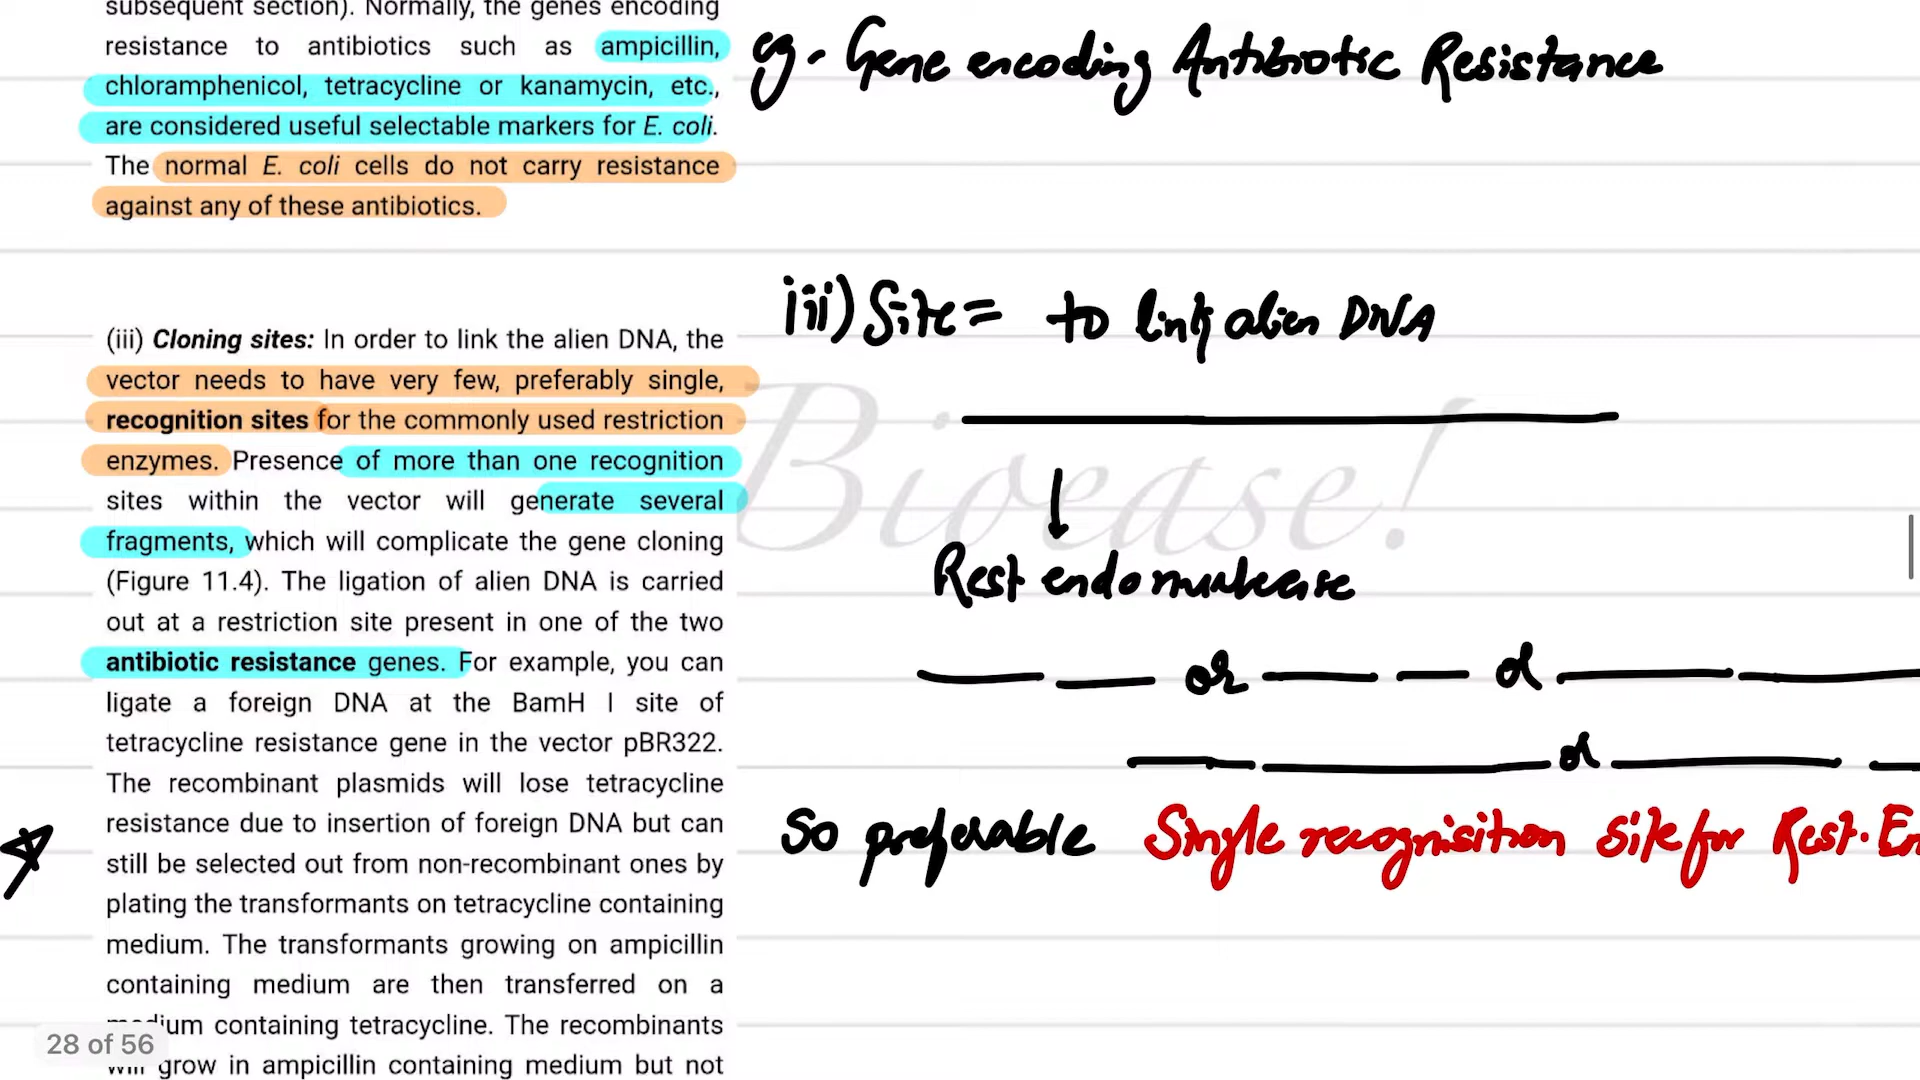 subsequent section). Normally, the genes encoding
resistance to antibiotics such as ampicillin,
chloramphenicol, tetracycline or kanamycin, etc.,
are considered useful selectable markers for E. coli.
The normal E. coli cells do not carry resistance
against any of these antibiotics.
(iii) Cloning sites: In order to link the alien DNA, the
vector needs to have very few, preferably single,
recognition sites for the commonly used restriction
enzymes. Presence of more than one recognition
sites within the vector will generate several
fragments, which will complicate the gene cloning
(Figure 11.4). The ligation of alien DNA is carried
out at a restriction site present in one of the two
antibiotic resistance genes. For example, you can
ligate a foreign DNA at the BamH I site of
tetracycline resistance gene in the vector pBR322.
The recombinant plasmids will lose tetracycline
resistance due to insertion of foreign DNA but can
still be selected out from non-recombinant ones by
plating the transformants on tetracycline containing
medium. The transformants growing on ampicillin
containing medium are then transferred on a
medium containing tetracycline. The recombinants
will grow in ampicillin containing medium but not
28 of 56
eg - Gene encoding Antibiotic Resistance
iii) Site = to link alien DNA
Bioease!
Rest
or or
or
So preferable Single recognisition site for Rest. En